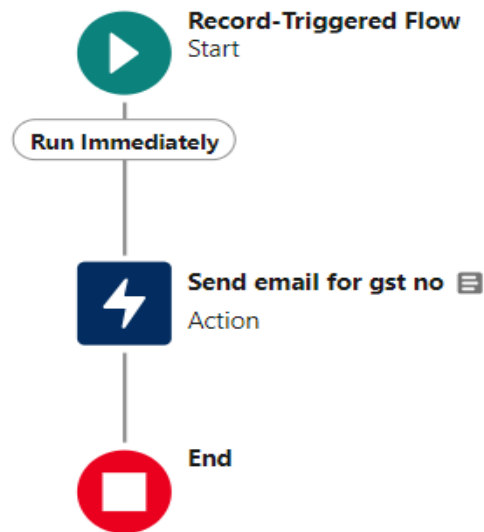 Record-Triggered Flow
Start
Run Immediately
Send email for gst no
Action
End